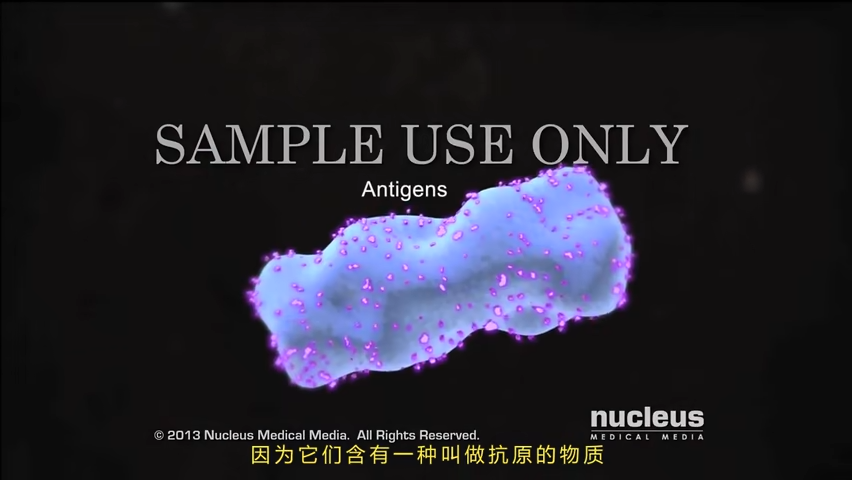 SAMPLE USE ONLY
Antigens
nucleus
MEDICAL MEDIA
© 2013 Nucleus Medical Media. All Rights Reserved.
因为它们含有一种叫做抗原的物质